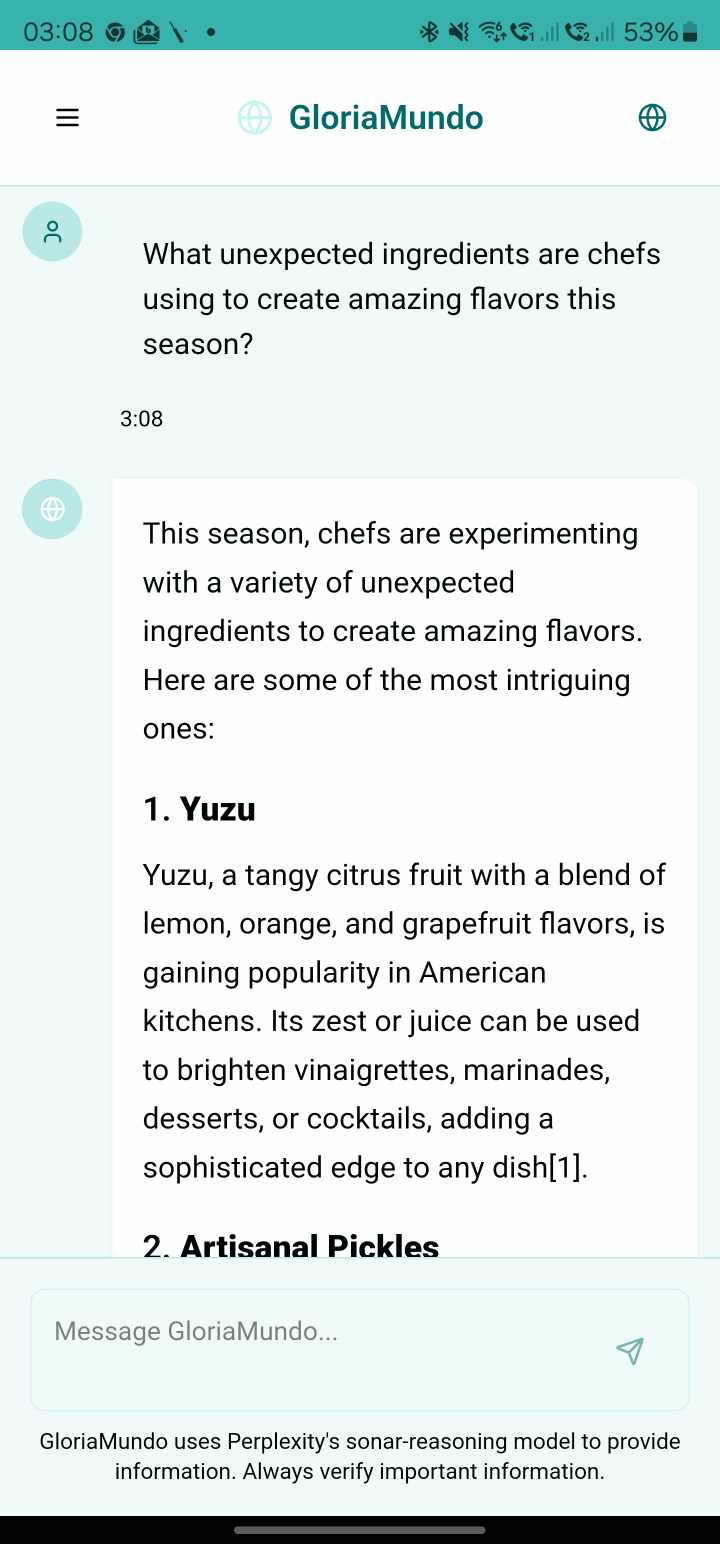 03:08
53%
GloriaMundo
What unexpected ingredients are chefs
using to create amazing flavors this
season?
3:08
This season, chefs are experimenting
with a variety of unexpected
ingredients to create amazing flavors.
Here are some of the most intriguing
ones:
1. Yuzu
Yuzu, a tangy citrus fruit with a blend of
lemon, orange, and grapefruit flavors, is
gaining popularity in American
kitchens. Its zest or juice can be used
to brighten vinaigrettes, marinades,
desserts, or cocktails, adding a
sophisticated edge to any dish[1].
2. Artisanal Pickles
Message GloriaMundo...
GloriaMundo uses Perplexity's sonar-reasoning model to provide
information. Always verify important information.